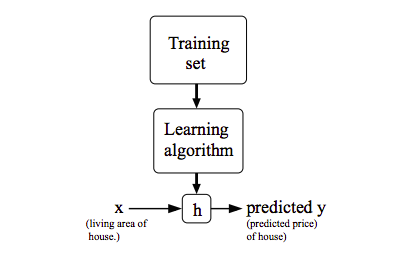 Training
set
Learning
algorithm
x
h
predicted y
(living area of
house.)
(predicted price)
of house)